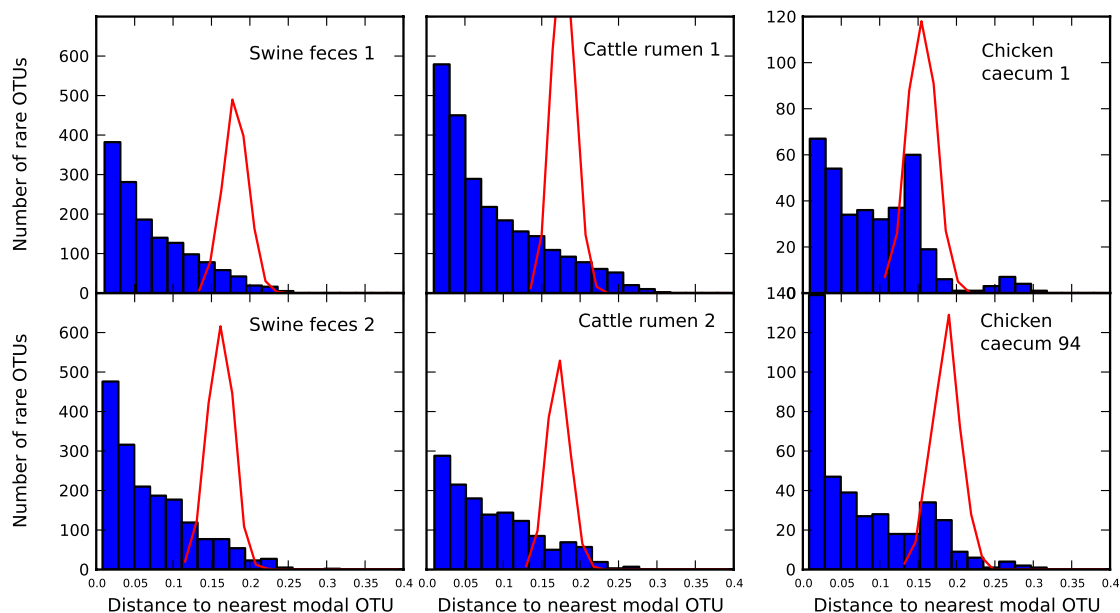 Number of rare OTUs
600
500
400
300
200
100
0
Swine feces 1
Cattle rumen 1
120
100
80
60
40
20
0
Chicken
caecum 1
Number of rare OTUs
600
500
400
300
200
100
0
Swine feces 2
Cattle rumen 2
140
120
100
80
60
40
20
0
Chicken
caecum 94
0.0 0.05 0.1 0.15 0.2 0.25 0.3 0.35 0.4
0.0 0.05 0.1 0.15 0.2 0.25 0.3 0.35 0.4
0.0 0.05 0.1 0.15 0.2 0.25 0.3 0.35 0.4
Distance to nearest modal OTU
Distance to nearest modal OTU
Distance to nearest modal OTU